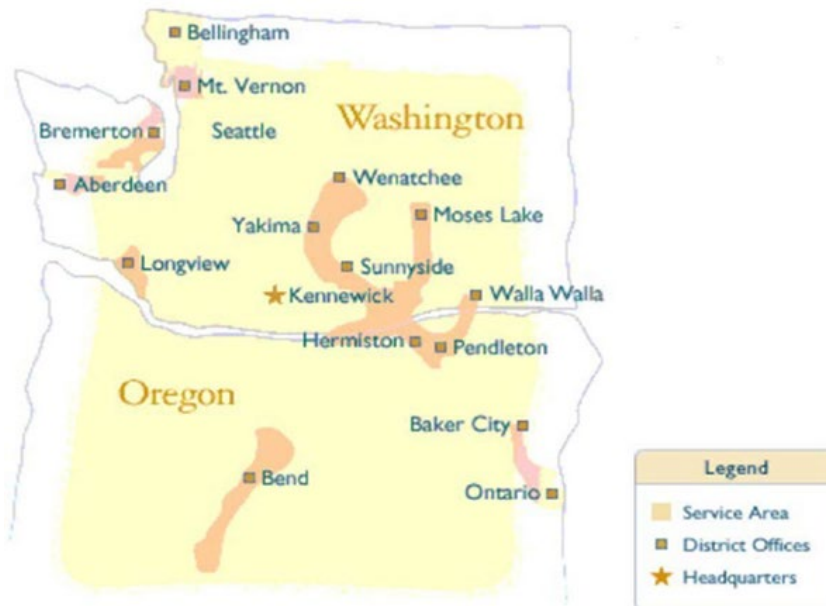 Bellingham
Mt. Vernon
Washington
Bremerton
Seattle
Wenatchee
Aberdeen
Moses Lake
Yakima
Longview
Sunnyside
Kennewick
Walla Walla
Hermiston
Pendleton
Oregon
Baker City
Bend
Ontario
Legend
Service Area
District Offices
Headquarters